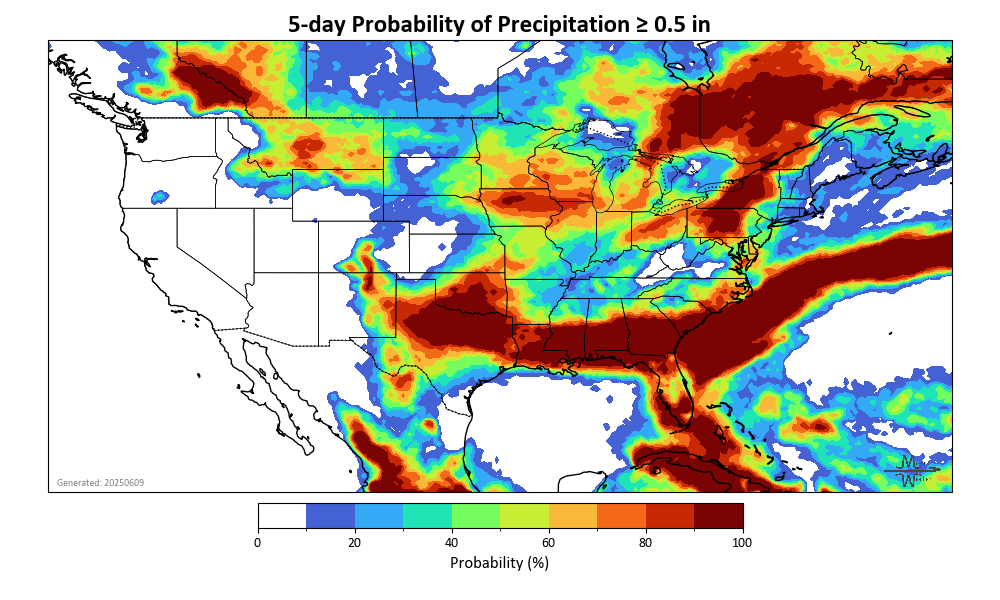 5-day Probability of Precipitation ≥ 0.5 in
Generated: 20250609
0 20 40 60 80 100
Probability (%)